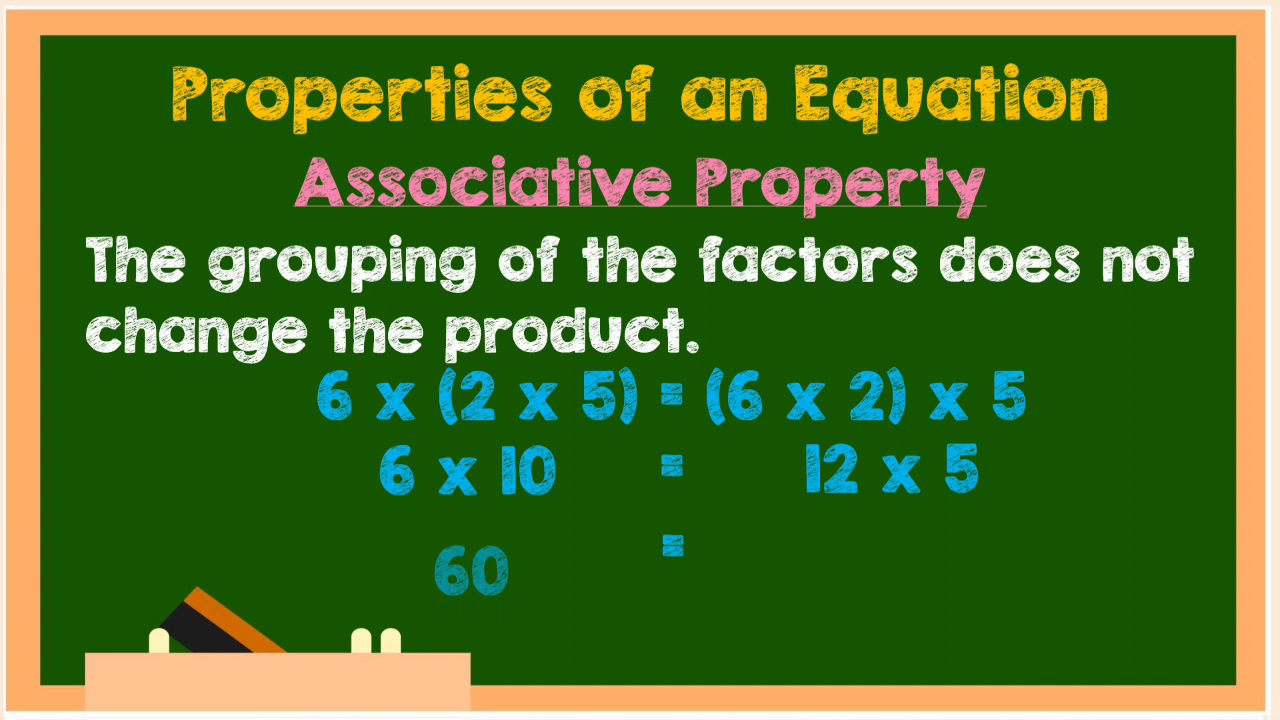 Properties of an Equation
Associative Property
The grouping of the factors does not
change the product.
6 x (2 x 5) = (6 x 2) x 5
6 x 10 = 12 x 5
60 =